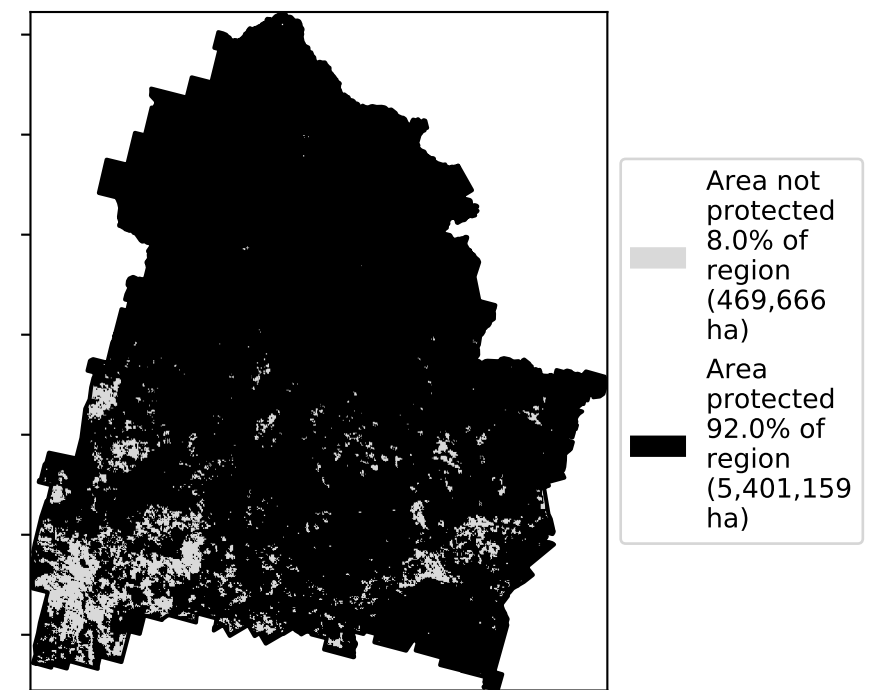 Area not
protected
8.0% of
region
(469,666
ha)
Area
protected
92.0% of
region
(5,401,159
ha)